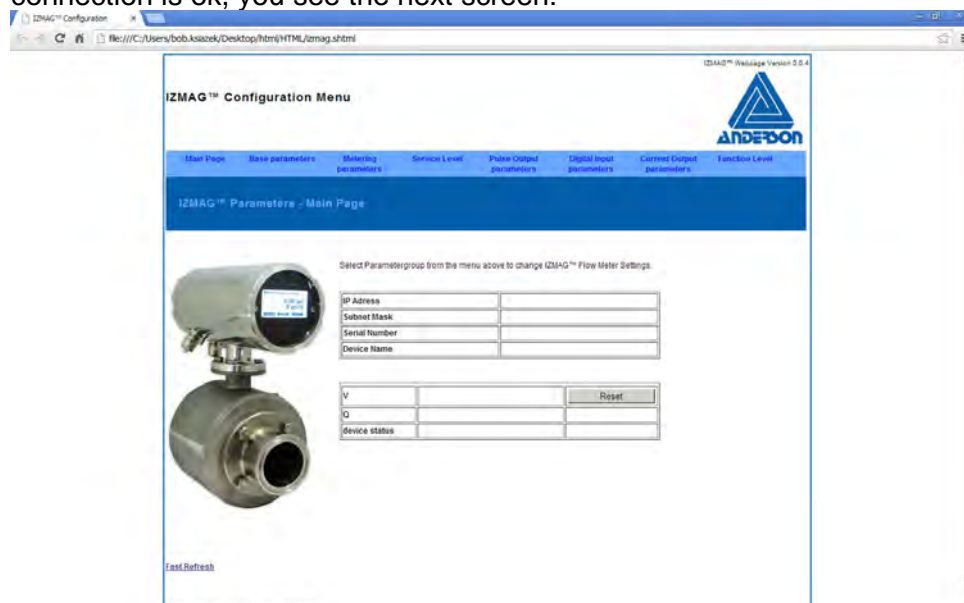 connection is ok, you see the next screen.
IZMAG™ Configuration
file:///C:/Users/bob.ksiazek/Desktop/html/HTML/izmag.shtml
IZMAG™ Webpage Version 0.0.4
IZMAG™ Configuration Menu
ANDERSON
Main Page Base parameters Metering parameters Service Level Pulse Output parameters Digital Input parameters Current Output parameters Function Level
IZMAG™ Parameters - Main Page
Select Parametergroup from the menu above to change IZMAG™ Flow Meter Settings.
IP Adress
Subnet Mask
Serial Number
Device Name
V Reset
Q
device status
Fast Refresh